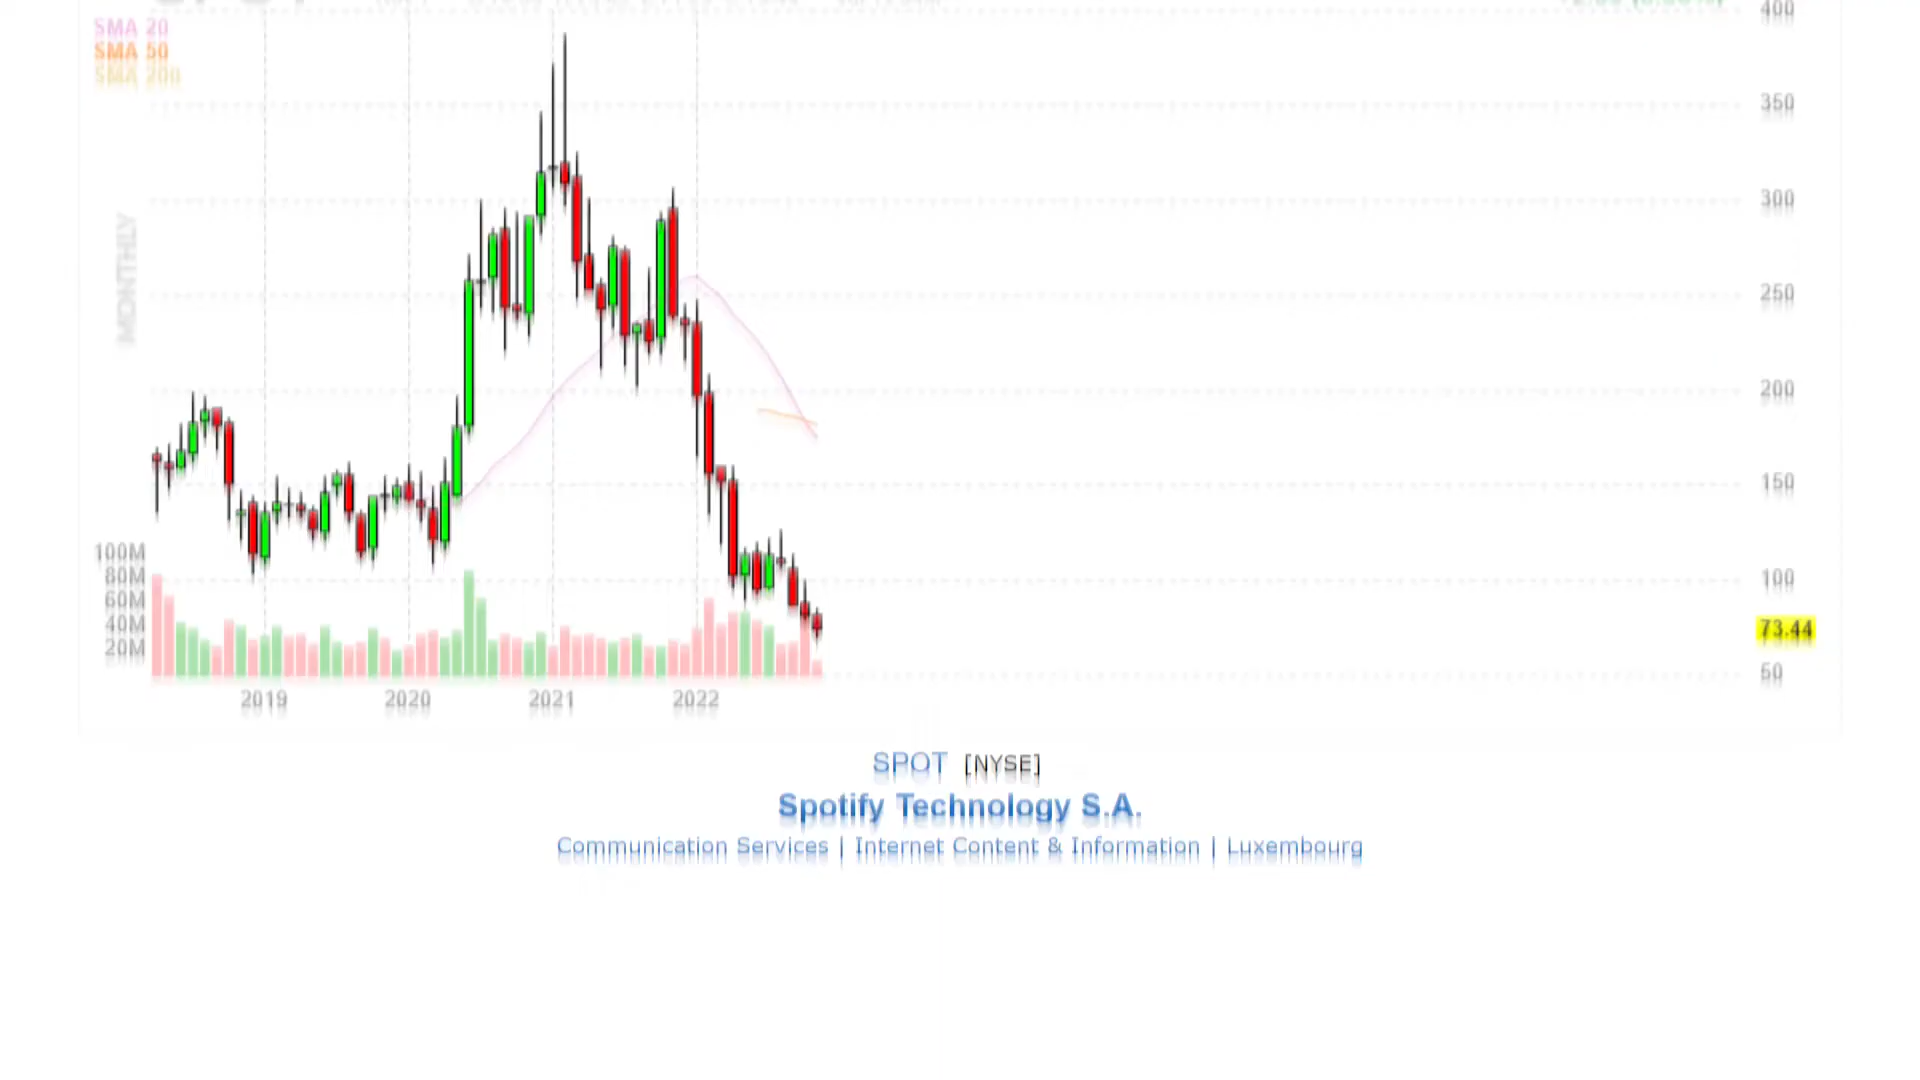 400
SMA 20
SMA 50
SMA 200
350
300
MONTHLY
250
200
150
100M
80M
100
60M
40M
73.44
20M
50
2019 2020 2021 2022
SPOT [NYSE]
Spotify Technology S.A.
Communication Services | Internet Content & Information | Luxembourg